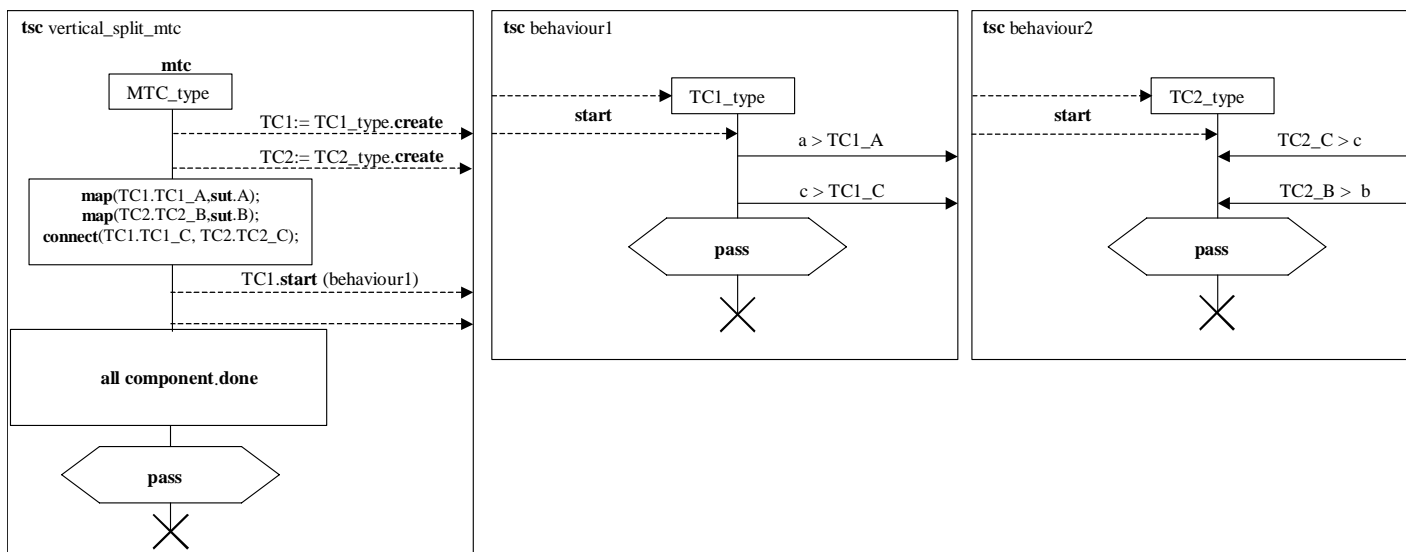 tsc vertical_split_mtc
mtc
MTC_type
TC1:= TC1_type.create
TC2:= TC2_type.create
map(TC1.TC1_A,sut.A);
map(TC2.TC2_B,sut.B);
connect(TC1.TC1_C, TC2.TC2_C);
TC1.start (behaviour1)
all component.done
pass
tsc behaviour1
TC1_type
start
a > TC1_A
c > TC1_C
pass
tsc behaviour2
TC2_type
start
TC2_C > c
TC2_B > b
pass